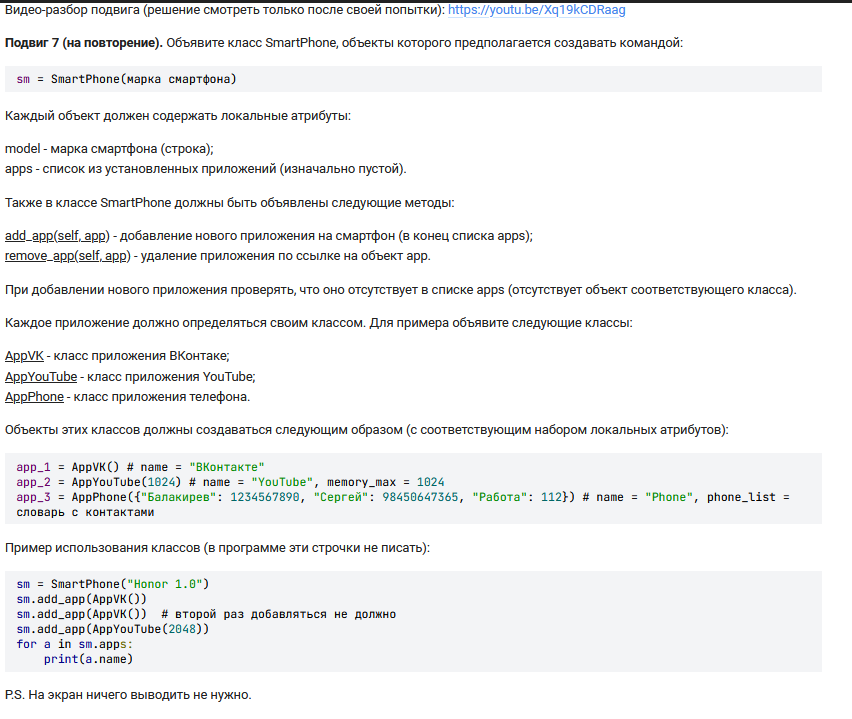 Видео-разбор подвига (решение смотреть только после своей попытки): https://youtu.be/Xq19kCDRaag
Подвиг 7 (на повторение). Объявите класс SmartPhone, объекты которого предполагается создавать командой:
sm = SmartPhone(марка смартфона)
Каждый объект должен содержать локальные атрибуты:
model - марка смартфона (строка);
apps - список из установленных приложений (изначально пустой).
Также в классе SmartPhone должны быть объявлены следующие методы:
add_app(self, app) - добавление нового приложения на смартфон (в конец списка apps);
remove_app(self, app) - удаление приложения по ссылке на объект app.
При добавлении нового приложения проверять, что оно отсутствует в списке apps (отсутствует объект соответствующего класса).
Каждое приложение должно определяться своим классом. Для примера объявите следующие классы:
AppVK - класс приложения ВКонтаке;
AppYouTube - класс приложения YouTube;
AppPhone - класс приложения телефона.
Объекты этих классов должны создаваться следующим образом (с соответствующим набором локальных атрибутов):
app_1 = AppVK() # name = "ВКонтакте"
app_2 = AppYouTube(1024) # name = "YouTube", memory_max = 1024
app_3 = AppPhone({"Балакирев": 1234567890, "Сергей": 98450647365, "Работа": 112}) # name = "Phone", phone_list =
словарь с контактами
Пример использования классов (в программе эти строчки не писать):
sm = SmartPhone("Honor 1.0")
sm.add_app(AppVK())
sm.add_app(AppVK())  # второй раз добавляться не должно
sm.add_app(AppYouTube(2048))
for a in sm.apps:
    print(a.name)
P.S. На экран ничего выводить не нужно.